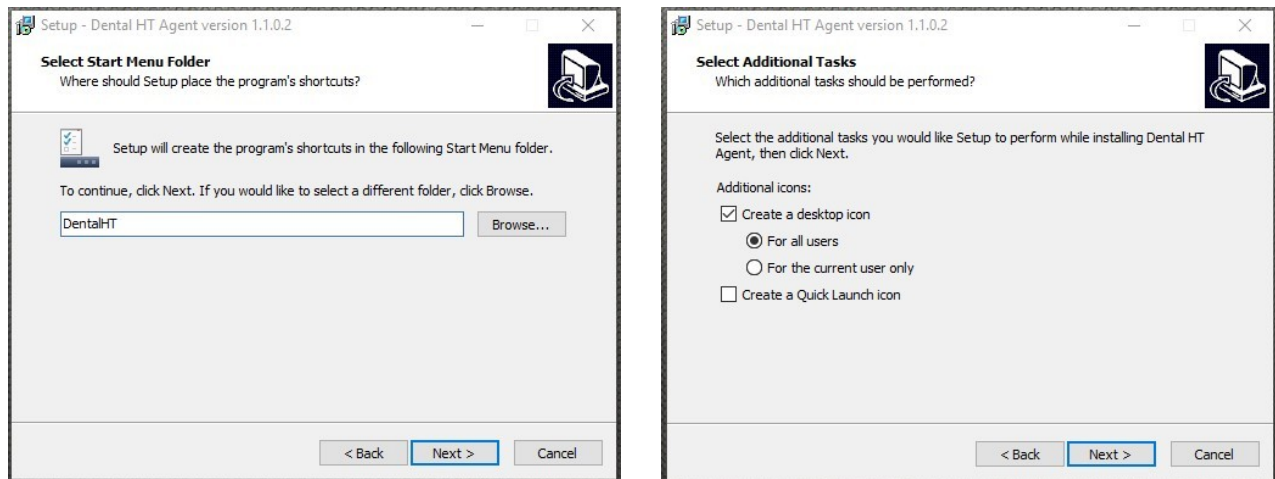 Setup - Dental HT Agent version 1.1.0.2
Select Start Menu Folder
Where should Setup place the program's shortcuts?
Setup will create the program's shortcuts in the following Start Menu folder.
To continue, click Next. If you would like to select a different folder, click Browse.
DentalHT
Browse...
< Back
Next >
Cancel
Setup - Dental HT Agent version 1.1.0.2
Select Additional Tasks
Which additional tasks should be performed?
Select the additional tasks you would like Setup to perform while installing Dental HT
Agent, then click Next.
Additional icons:
Create a desktop icon
For all users
For the current user only
Create a Quick Launch icon
< Back
Next >
Cancel